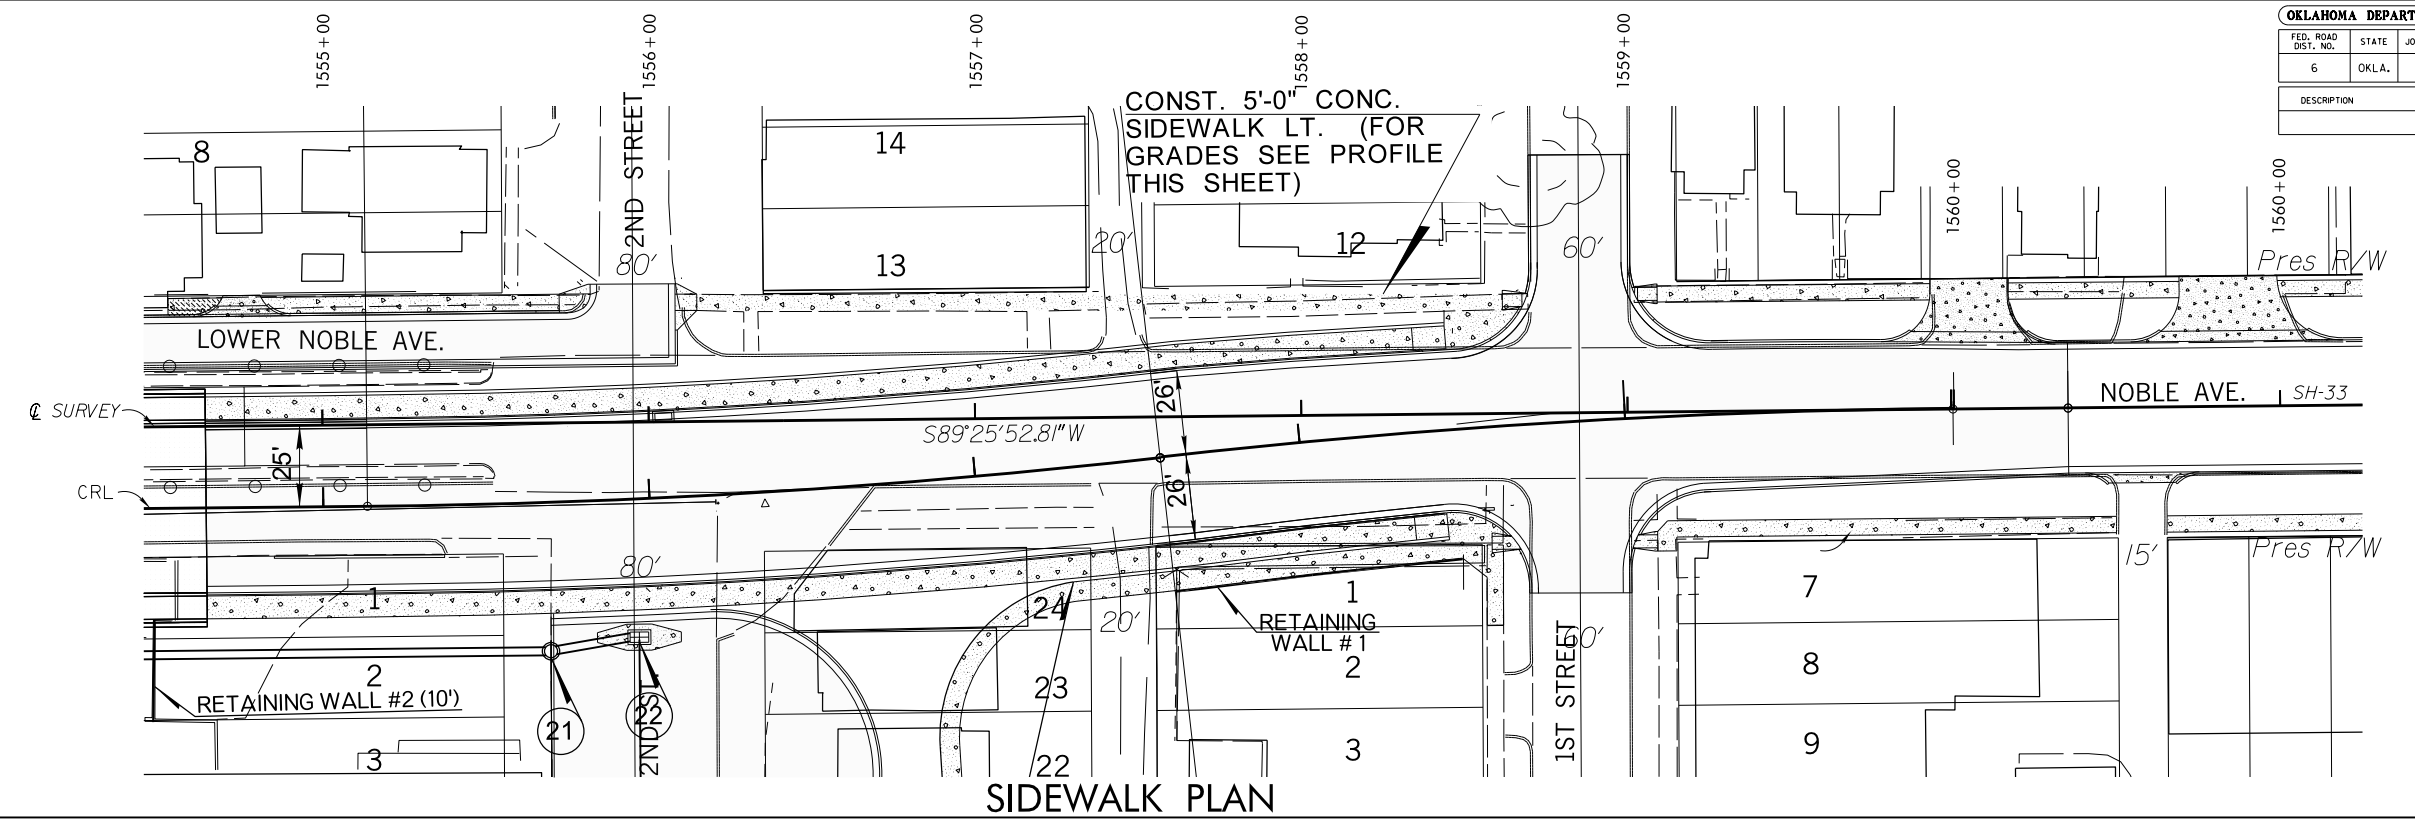 1555+00
1556+00
1557+00
1558+00
1559+00
OKLAHOMA DEPART
FED. ROAD
DIST. NO.
STATE
JO
6
OKLA.
DESCRIPTION
CONST. 5'-0" CONC.
SIDEWALK LT. (FOR
GRADES SEE PROFILE
THIS SHEET)
8
2ND STREET
80'
14
13
20'
12
60'
1560+00
1560+00
Pres R/W
LOWER NOBLE AVE.
℄ SURVEY
25'
S89°25'52.81"W
26'
26'
NOBLE AVE.
SH-33
CRL
80'
1
2
RETAINING WALL #2 (10')
3
21
22
2ND ST.
24
23
22
20'
RETAINING
WALL #1
1
2
3
1ST STREET
60'
7
8
9
15'
Pres R/W
SIDEWALK PLAN